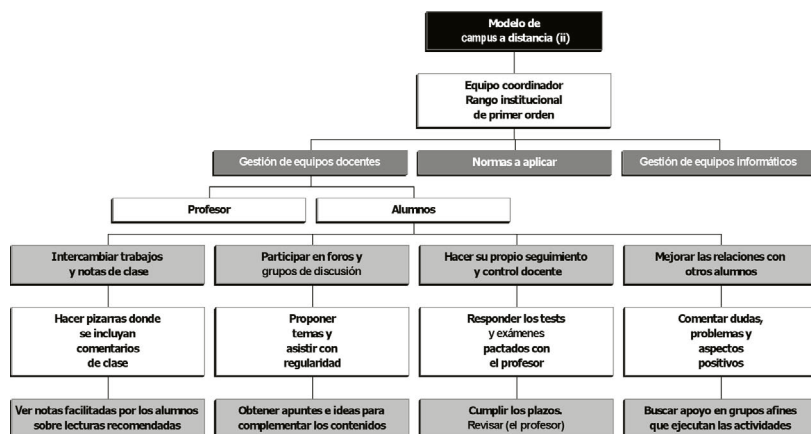 Modelo de
campus a distancia (ii)
Equipo coordinador
Rango institucional
de primer orden
Gestión de equipos docentes
Normas a aplicar
Gestión de equipos informáticos
Profesor
Alumnos
Intercambiar trabajos
y notas de clase
Participar en foros y
grupos de discusión
Hacer su propio seguimiento
y control docente
Mejorar las relaciones con
otros alumnos
Hacer pizarras donde
se incluyan
comentarios
de clase
Proponer
temas y
asistir con
regularidad
Responder los tests
y exámenes
pactados con
el profesor
Comentar dudas,
problemas y
aspectos
positivos
Ver notas facilitadas por los alumnos
sobre lecturas recomendadas
Obtener apuntes e ideas para
complementar los contenidos
Cumplir los plazos.
Revisar (el profesor)
Buscar apoyo en grupos afines
que ejecutan las actividades